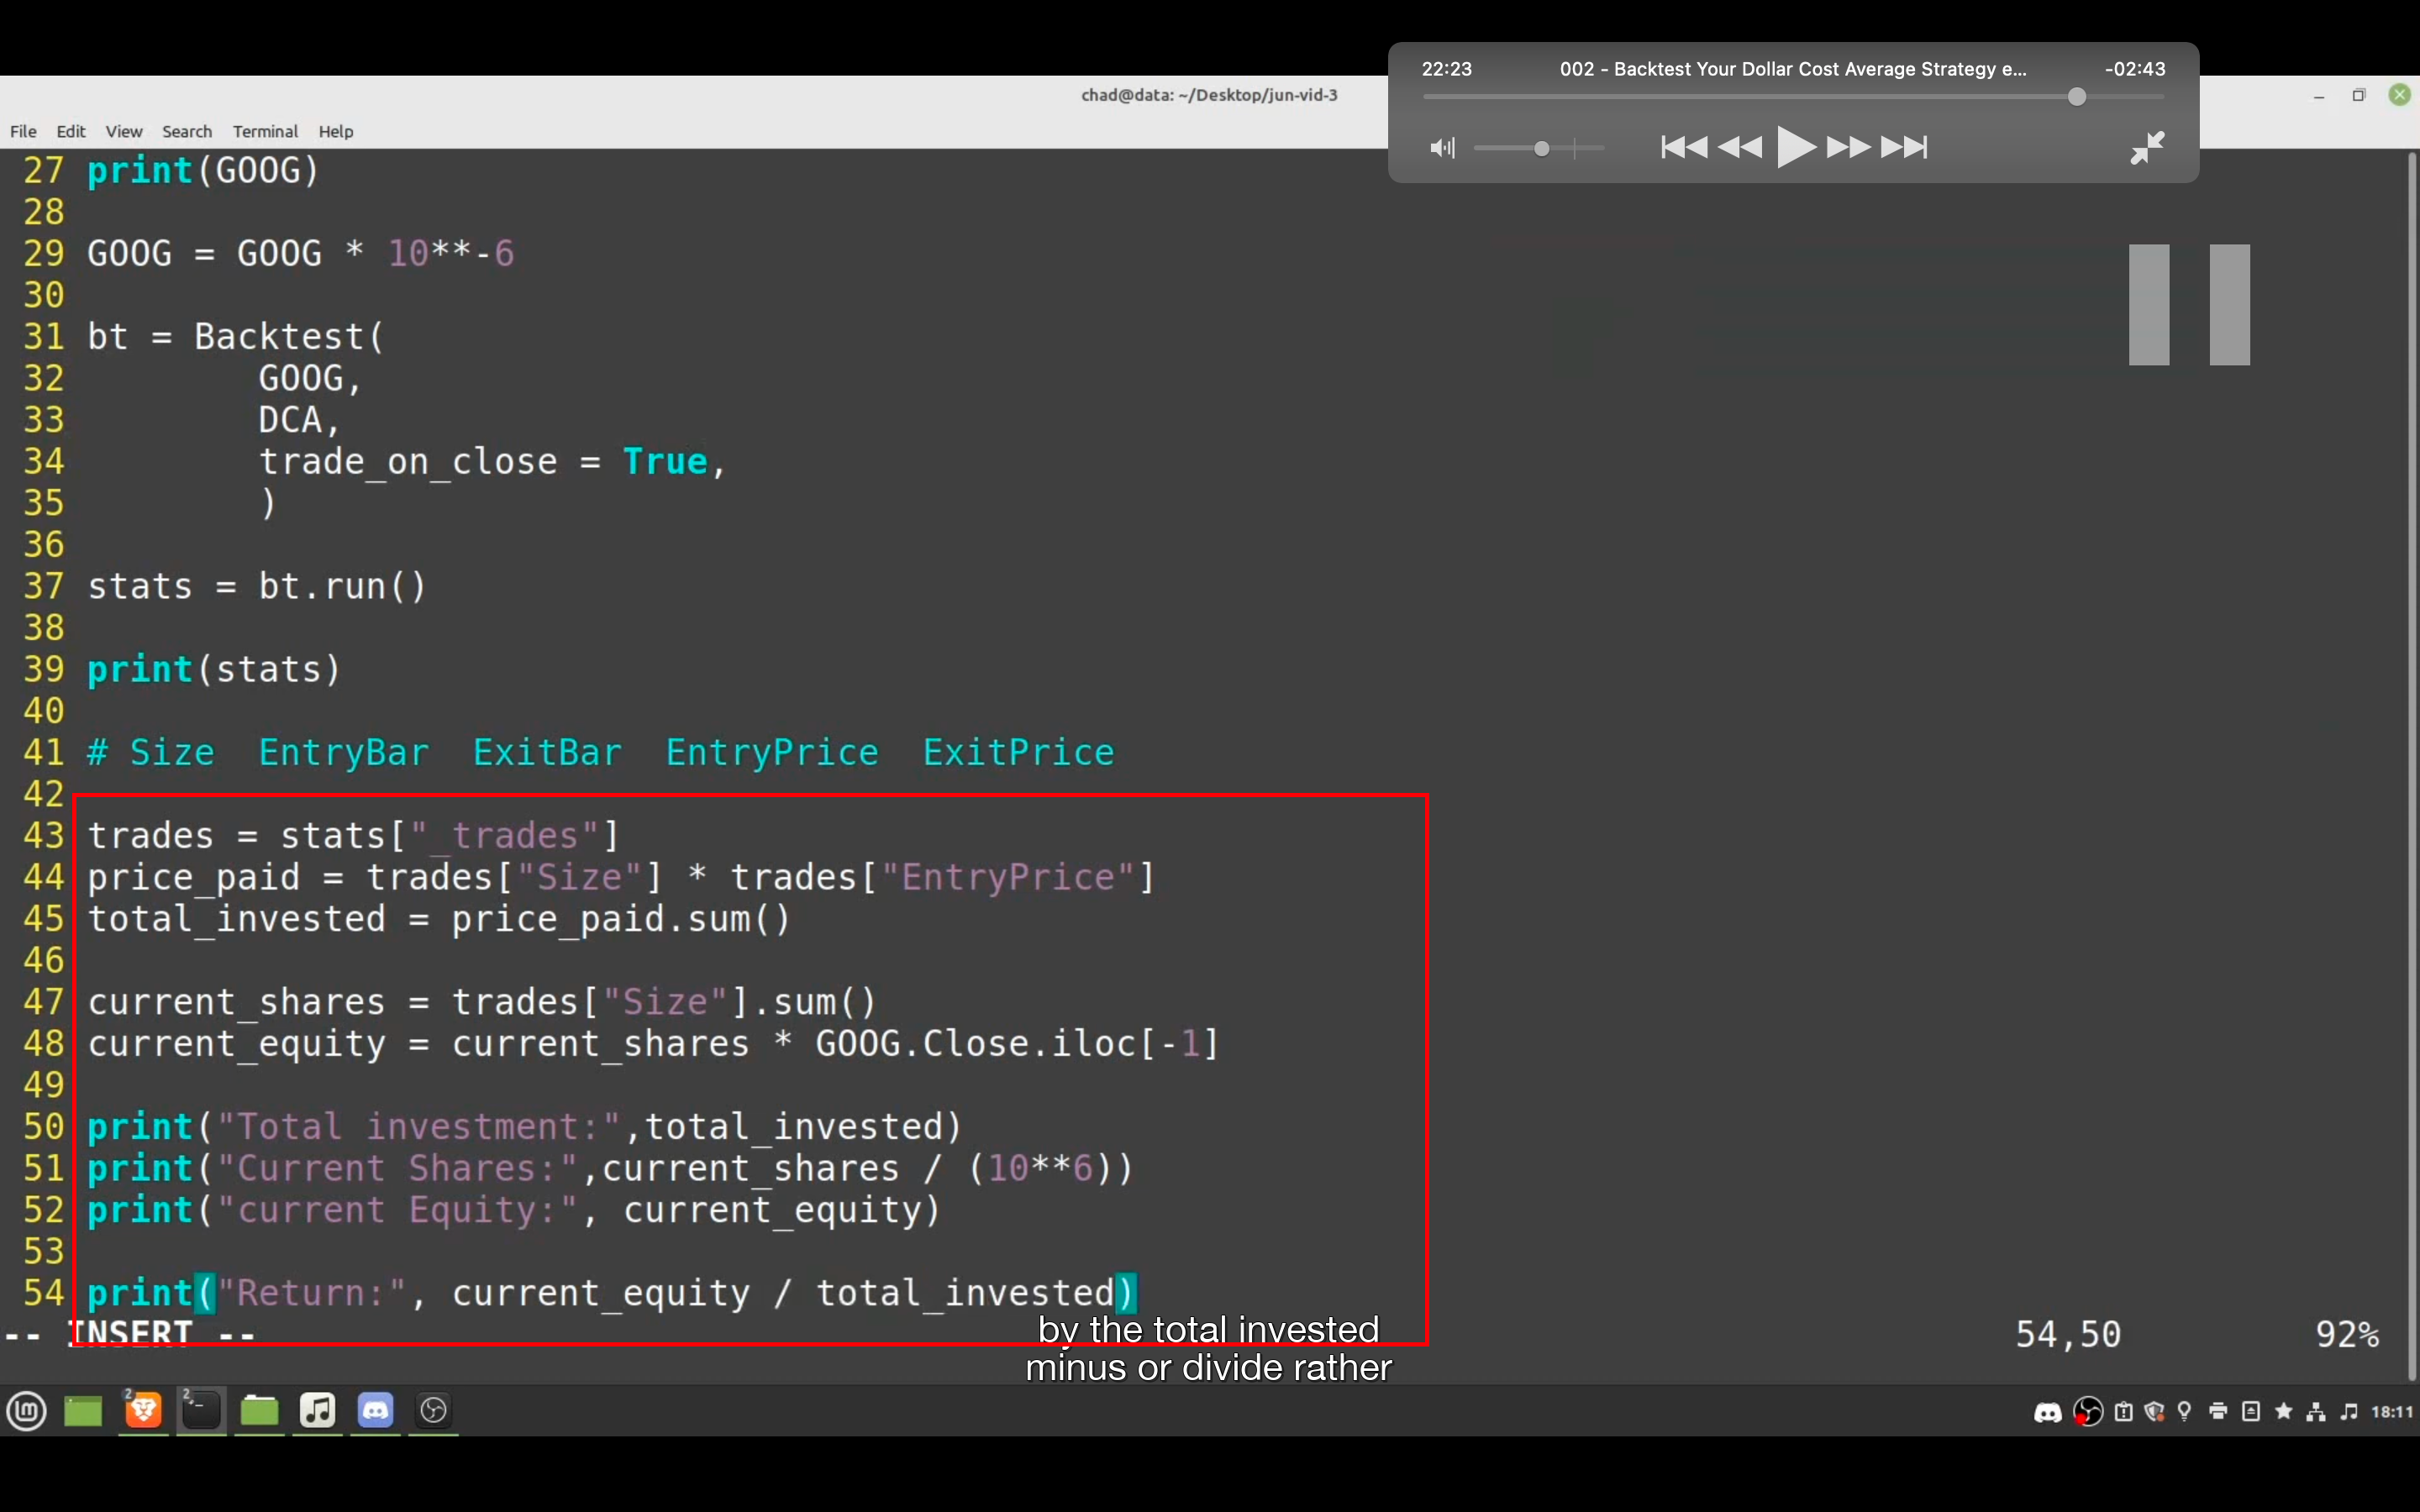 22:23 002 - Backtest Your Dollar Cost Average Strategy e... -02:43
chad@data: ~/Desktop/jun-vid-3
File Edit View Search Terminal Help
27 print(GOOG)
28
29 GOOG = GOOG * 10**-6
30
31 bt = Backtest(
32         GOOG,
33         DCA,
34         trade_on_close = True,
35         )
36
37 stats = bt.run()
38
39 print(stats)
40
41 # Size  EntryBar  ExitBar  EntryPrice  ExitPrice
42
43 trades = stats["_trades"]
44 price_paid = trades["Size"] * trades["EntryPrice"]
45 total_invested = price_paid.sum()
46
47 current_shares = trades["Size"].sum()
48 current_equity = current_shares * GOOG.Close.iloc[-1]
49
50 print("Total investment:",total_invested)
51 print("Current Shares:",current_shares / (10**6))
52 print("current Equity:", current_equity)
53
54 print("Return:", current_equity / total_invested)
-- INSERT -- 54,50 92%
by the total invested
minus or divide rather
2 2 18:11